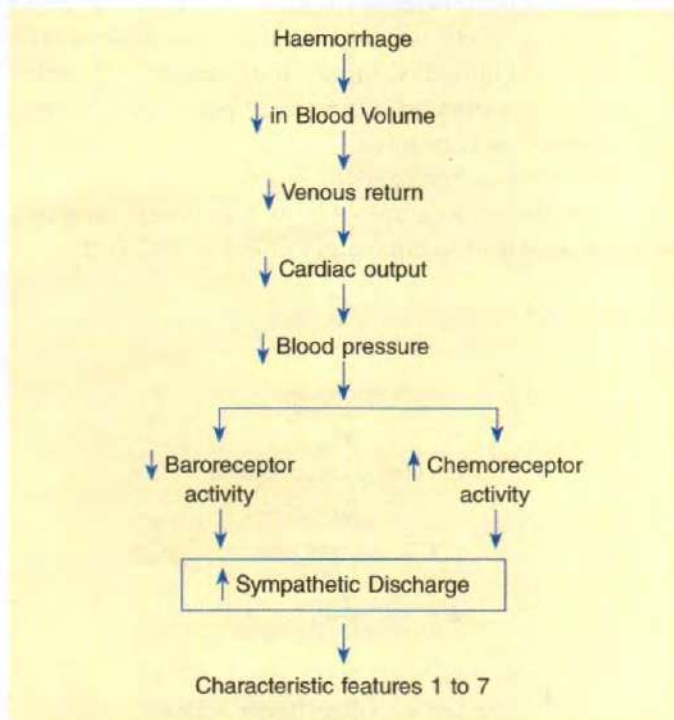 Haemorrhage
↓ in Blood Volume
↓ Venous return
↓ Cardiac output
↓ Blood pressure
↓ Baroreceptor activity
↑ Chemoreceptor activity
↑ Sympathetic Discharge
Characteristic features 1 to 7